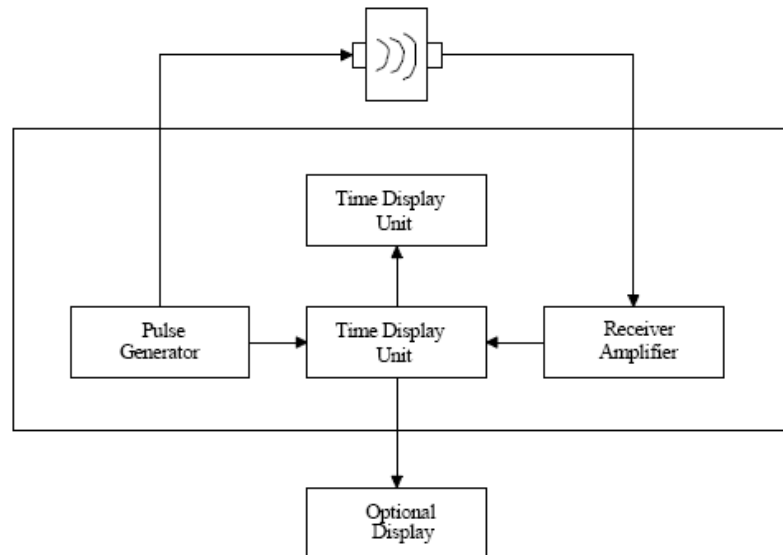 Time Display
Unit
Pulse
Generator
Time Display
Unit
Receiver
Amplifier
Optional
Display